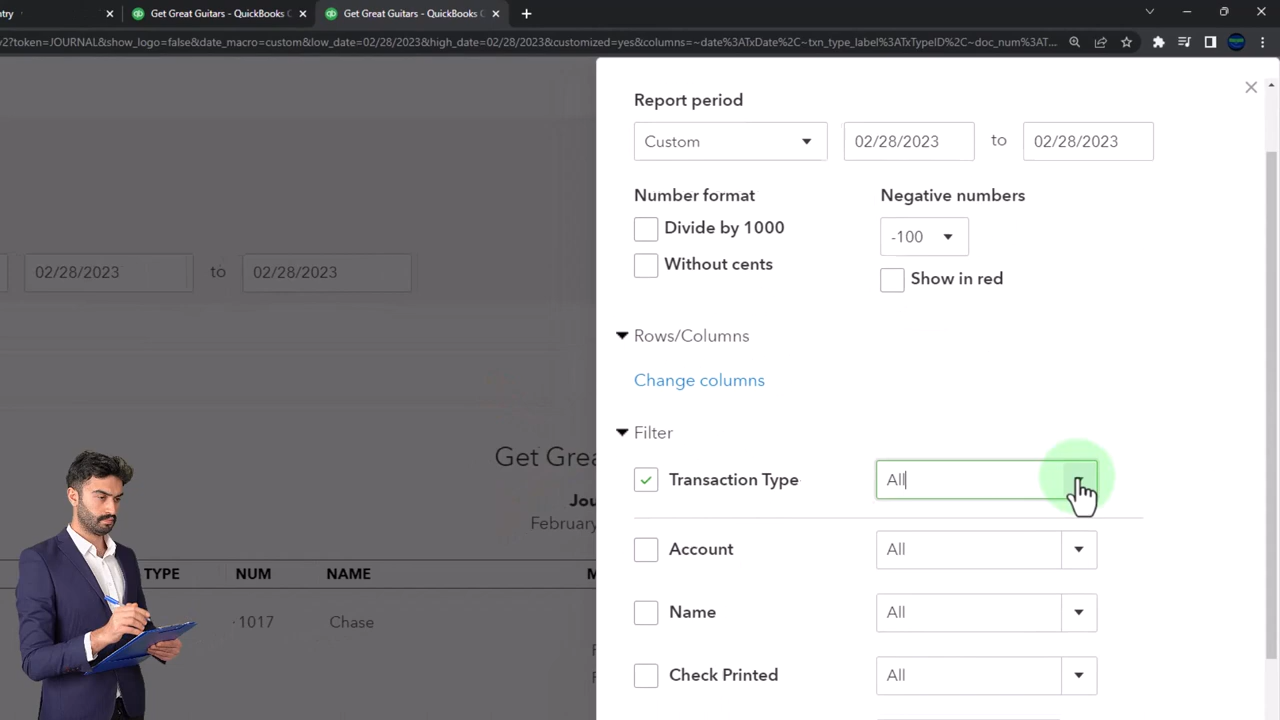 ntry
Get Great Guitars - QuickBooks C
Get Great Guitars - QuickBooks C
y2?token=JOURNAL&show_logo=false&date_macro=custom&low_date=02/28/2023&high_date=02/28/2023&customized=yes&columns=~date%3ATxDate%2C~txn_type_label%3ATxTypeID%2C~doc_num%3AT...
Report period
Custom 02/28/2023 to 02/28/2023
Number format Negative numbers
Divide by 1000 -100
Without cents Show in red
02/28/2023 to 02/28/2023
Rows/Columns
Change columns
Filter
Get Grea
Transaction Type All
Jou
February
Account All
TYPE NUM NAME M
Name All
1017 Chase
Check Printed All